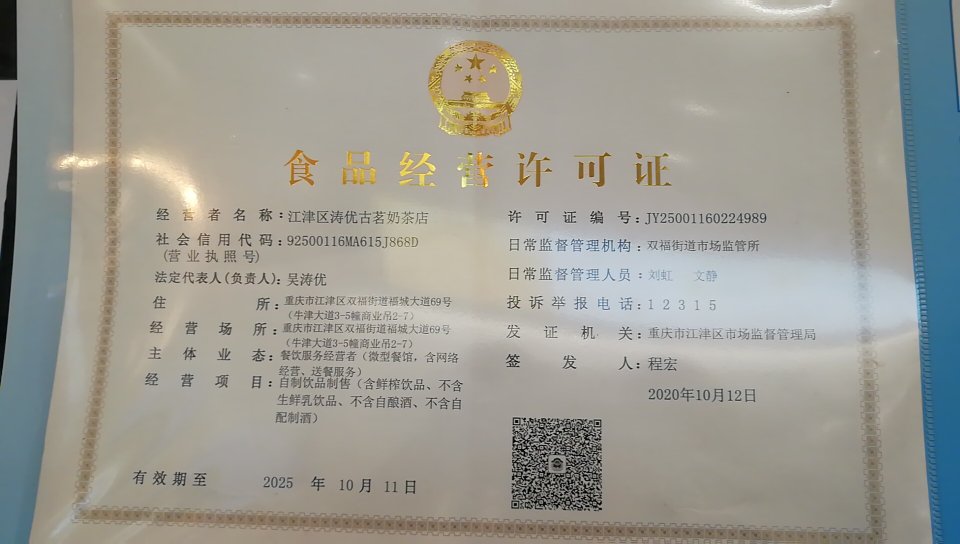 食品经营许可证
经营者名称：江津区涛优古茗奶茶店
社会信用代码：92500116MA615J868D
(营业执照号)
法定代表人(负责人)：吴涛优
住所：重庆市江津区双福街道福城大道69号
（牛津大道3-5幢商业吊2-7）
经营场所：重庆市江津区双福街道福城大道69号
（牛津大道3-5幢商业吊2-7）
主体业态：餐饮服务经营者（微型餐馆，含网络
经营、送餐服务）
经营项目：自制饮品制售（含鲜榨饮品、不含
生鲜乳饮品、不含自酿酒、不含自
配制酒）
有效期至 2025 年 10 月 11 日
许可证编号：JY25001160224989
日常监督管理机构：双福街道市场监管所
日常监督管理人员：刘虹 文静
投诉举报电话：12315
发证机关：重庆市江津区市场监督管理局
签发人：程宏
2020年10月12日